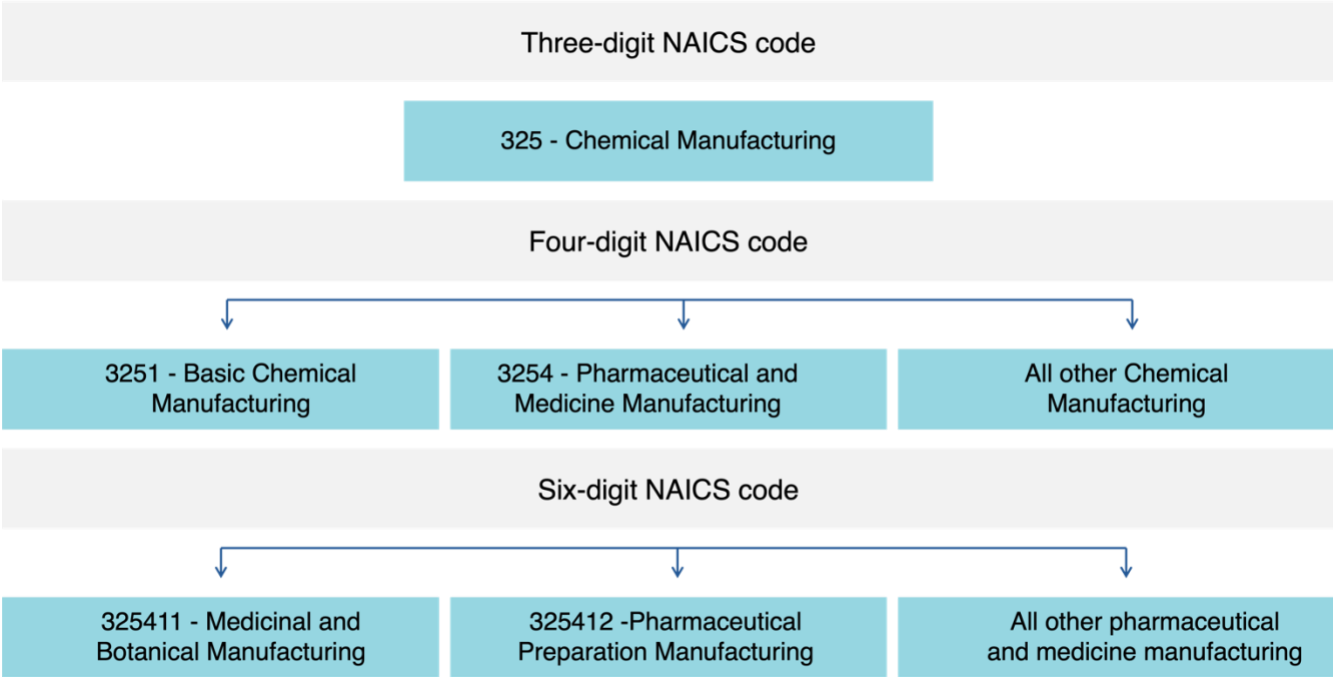 Three-digit NAICS code
325 - Chemical Manufacturing
Four-digit NAICS code
3251 - Basic Chemical
Manufacturing
3254 - Pharmaceutical and
Medicine Manufacturing
All other Chemical
Manufacturing
Six-digit NAICS code
325411 - Medicinal and
Botanical Manufacturing
325412 -Pharmaceutical
Preparation Manufacturing
All other pharmaceutical
and medicine manufacturing